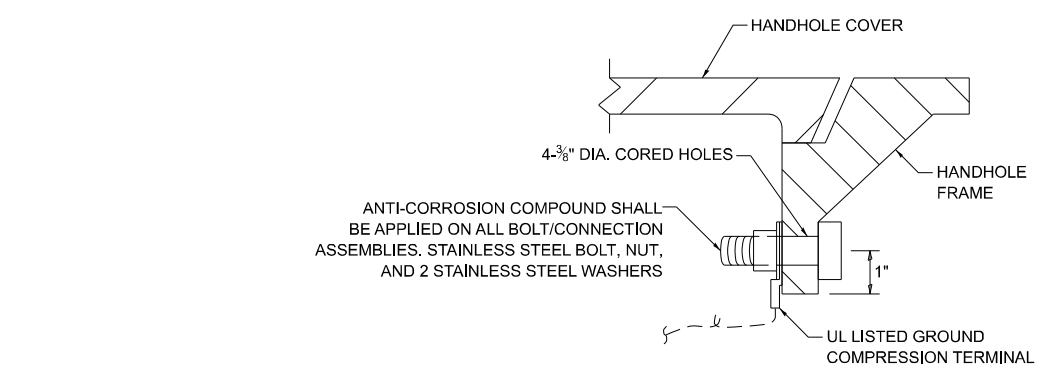 HANDHOLE COVER
4-⅜" DIA. CORED HOLES
HANDHOLE
FRAME
ANTI-CORROSION COMPOUND SHALL
BE APPLIED ON ALL BOLT/CONNECTION
ASSEMBLIES. STAINLESS STEEL BOLT, NUT,
AND 2 STAINLESS STEEL WASHERS
1"
UL LISTED GROUND
COMPRESSION TERMINAL